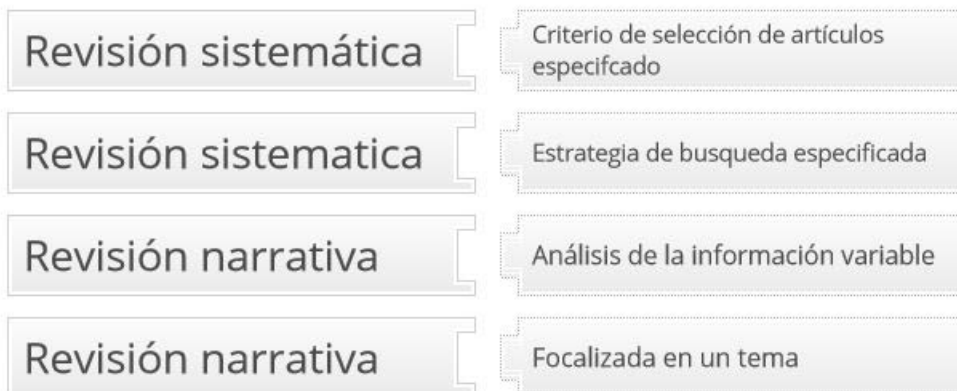 Revisión sistemática
Criterio de selección de artículos
especifcado
Revisión sistematica
Estrategia de busqueda especificada
Revisión narrativa
Análisis de la información variable
Revisión narrativa
Focalizada en un tema